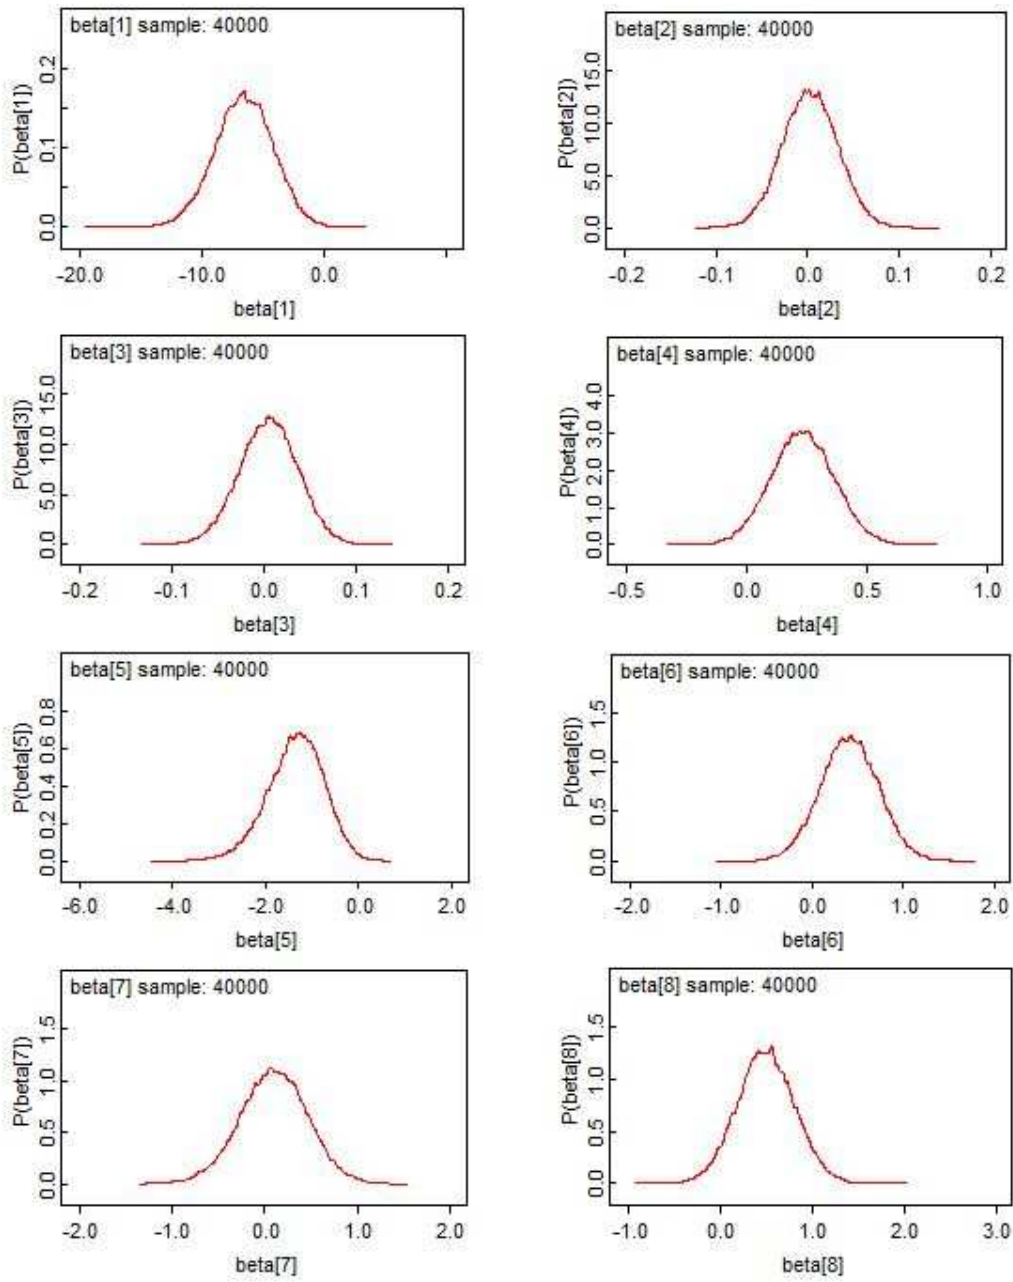 beta[1] sample: 40000
P(beta[1])
0.0 0.1 0.2
-20.0 -10.0 0.0
beta[1]
beta[2] sample: 40000
P(beta[2])
0.0 5.0 10.0 15.0
-0.2 -0.1 0.0 0.1 0.2
beta[2]
beta[3] sample: 40000
P(beta[3])
0.0 5.0 10.0 15.0
-0.2 -0.1 0.0 0.1 0.2
beta[3]
beta[4] sample: 40000
P(beta[4])
0.0 1.0 2.0 3.0 4.0
-0.5 0.0 0.5 1.0
beta[4]
beta[5] sample: 40000
P(beta[5])
0.0 0.2 0.4 0.6 0.8
-6.0 -4.0 -2.0 0.0 2.0
beta[5]
beta[6] sample: 40000
P(beta[6])
0.0 0.5 1.0 1.5
-2.0 -1.0 0.0 1.0 2.0
beta[6]
beta[7] sample: 40000
P(beta[7])
0.0 0.5 1.0 1.5
-2.0 -1.0 0.0 1.0 2.0
beta[7]
beta[8] sample: 40000
P(beta[8])
0.0 0.5 1.0 1.5
-1.0 0.0 1.0 2.0 3.0
beta[8]